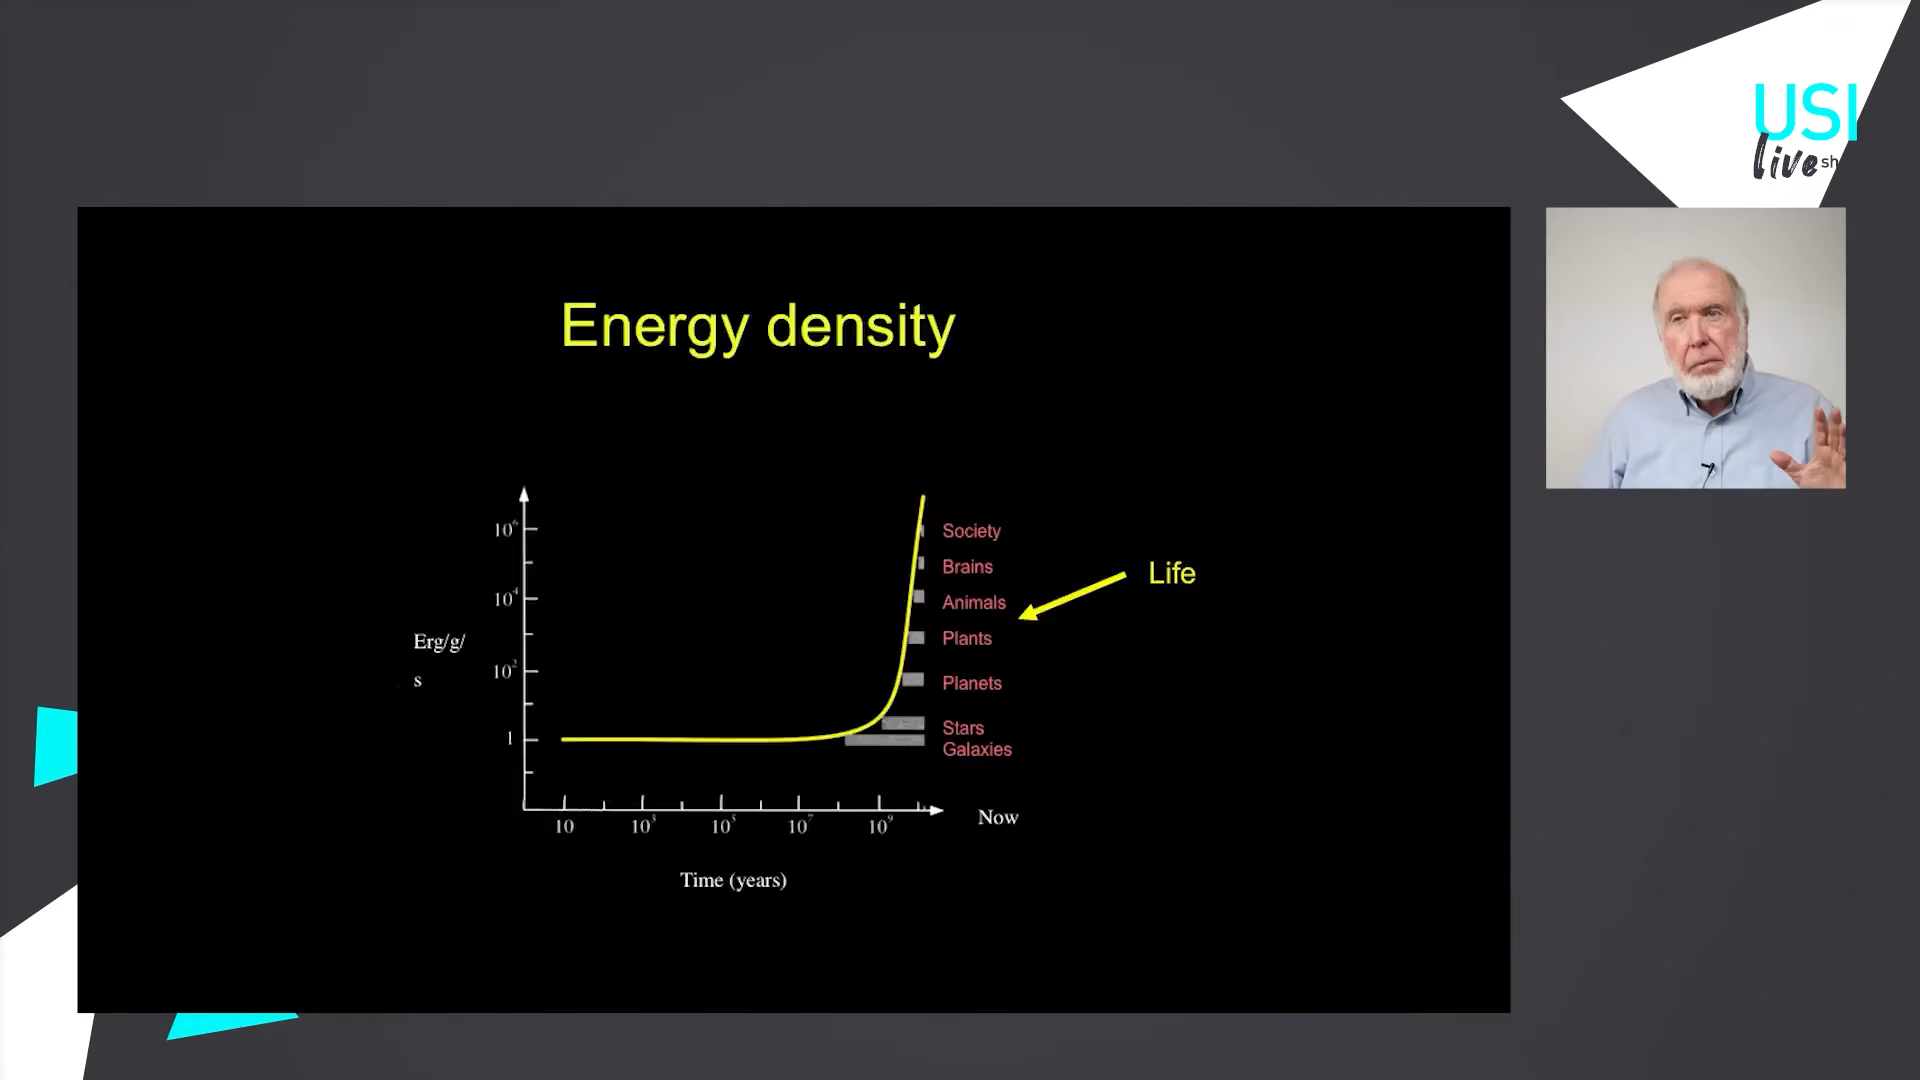 USI
live sh
Energy density
10⁶
10⁴
10²
1
Erg/g/
s
Society
Brains
Animals
Plants
Planets
Stars
Galaxies
Life
10
10³
10⁵
10⁷
10⁹
Now
Time (years)